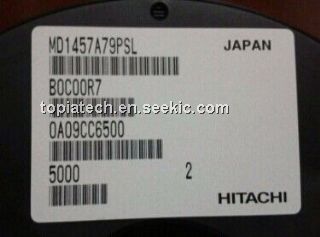 MD1457A79PSL JAPAN
B0C00R7
topiatech.en.seekic.com
0A09CC6500
5000 2
HITACHI